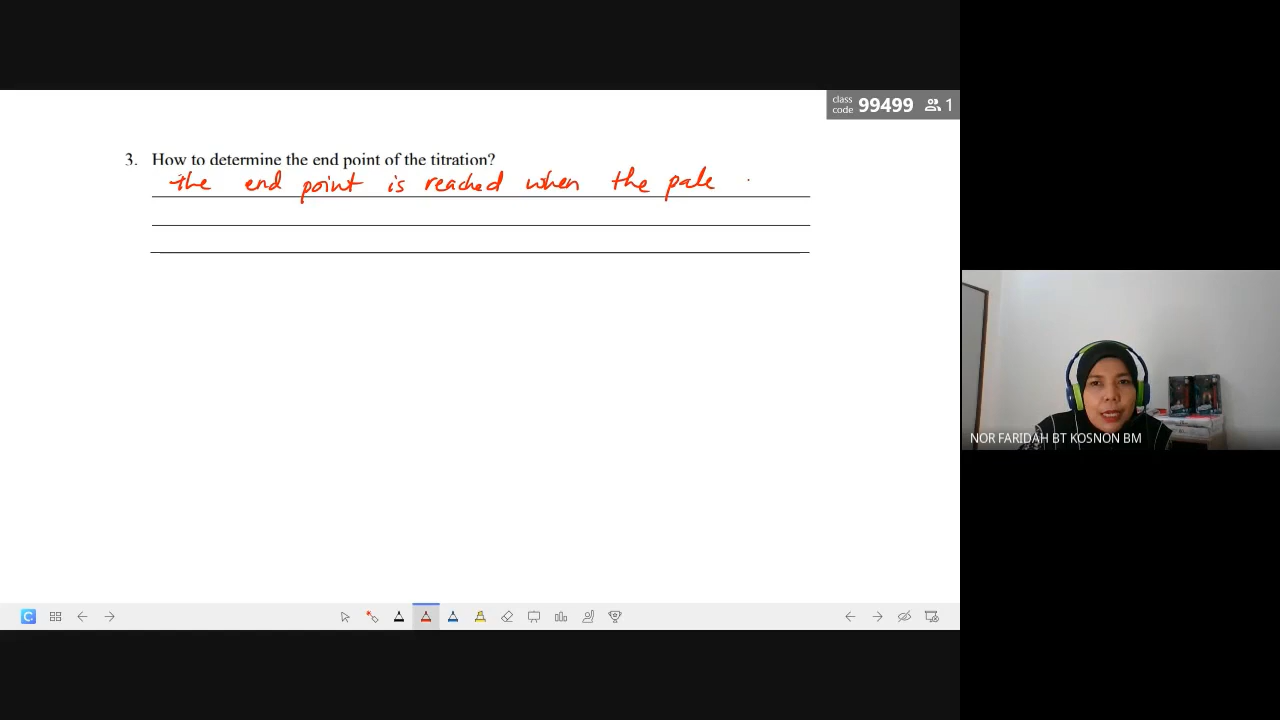 class code 99499 1
3. How to determine the end point of the titration?
the end point is reached when the pale
NOR FARIDAH BT KOSNON BM